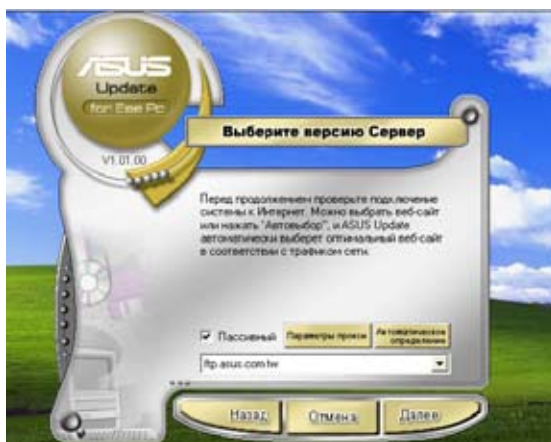 ASUS
Update
for Eee Pc
V1.01.00
Выберите версию Сервер
Перед продолжением проверьте подключение
системы к Интернет. Можно выбрать веб-сайт
или нажать "Автовыбор", и ASUS Update
автоматически выберет оптимальный веб-сайт
в соответствии с трафиком сети.
Пассивный
Параметры прокси
Автоматическое
определение
ftp.asus.com.tw
Назад
Отмена
Далее